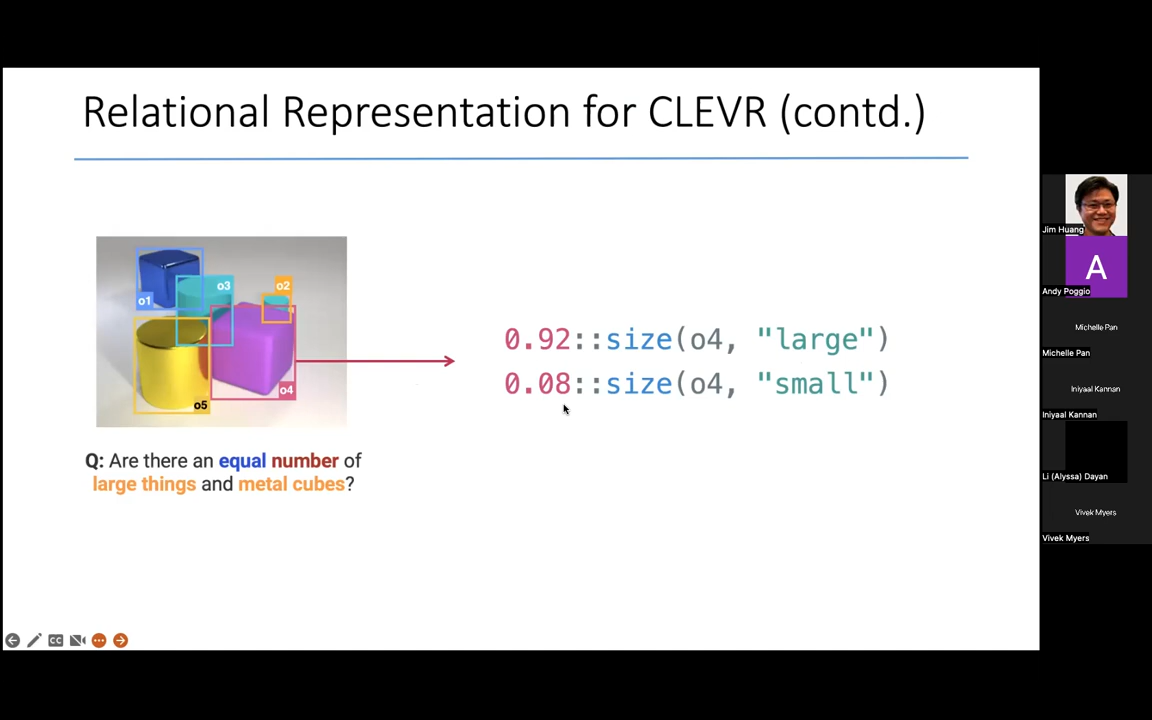 Relational Representation for CLEVR (contd.)
o1
o3
o2
o4
o5
0.92::size(o4, "large")
0.08::size(o4, "small")
Q: Are there an equal number of
large things and metal cubes?
CC
Jim Huang
A
Andy Poggio
Michelle Pan
Michelle Pan
Iniyaal Kannan
Iniyaal Kannan
Li (Alyssa) Dayan
Vivek Myers
Vivek Myers